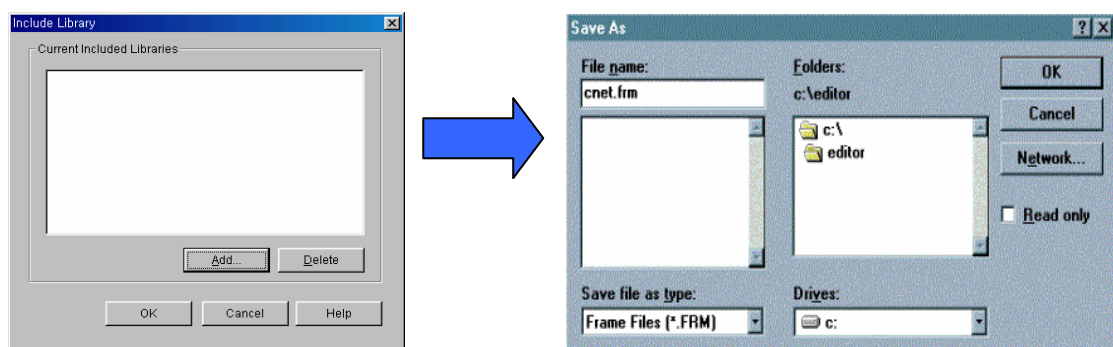 Include Library
Current Included Libraries
Add...
Delete
OK
Cancel
Help
Save As
File name:
cnet.frm
Folders:
c:\editor
c:\
editor
OK
Cancel
Network...
Read only
Save file as type:
Frame Files (*.FRM)
Drives:
c: